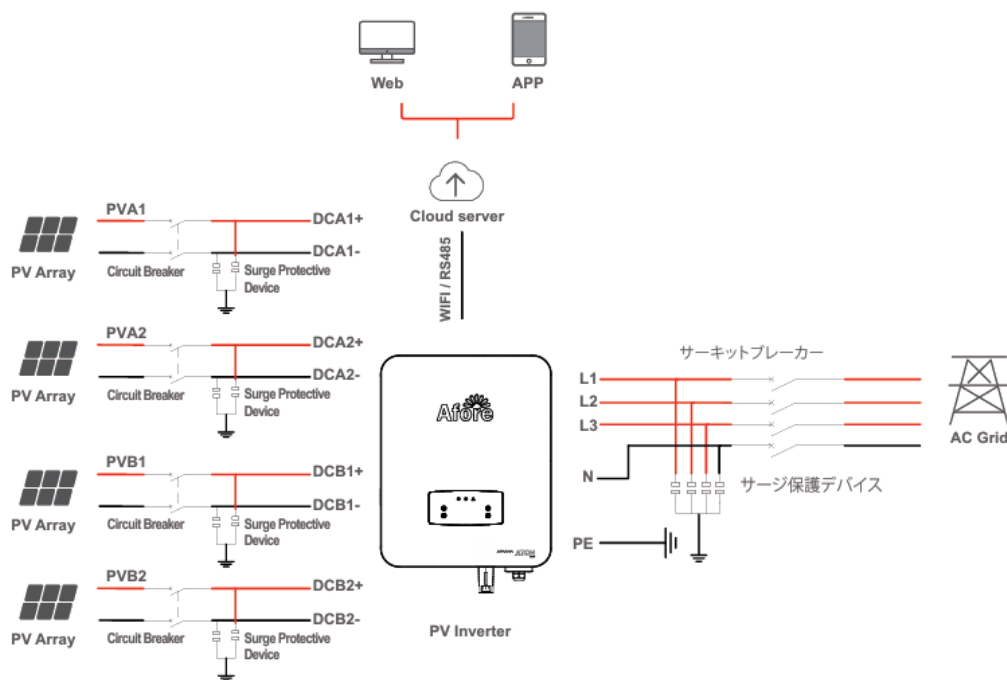 Web
APP
Cloud server
WIFI / RS485
PVA1
DCA1+
DCA1-
PV Array
Circuit Breaker
Surge Protective
Device
PVA2
DCA2+
DCA2-
PV Array
Circuit Breaker
Surge Protective
Device
PVB1
DCB1+
DCB1-
PV Array
Circuit Breaker
Surge Protective
Device
PVB2
DCB2+
DCB2-
PV Array
Circuit Breaker
Surge Protective
Device
Afore
PV Inverter
サーキットブレーカー
L1
L2
L3
N
PE
サージ保護デバイス
AC Grid